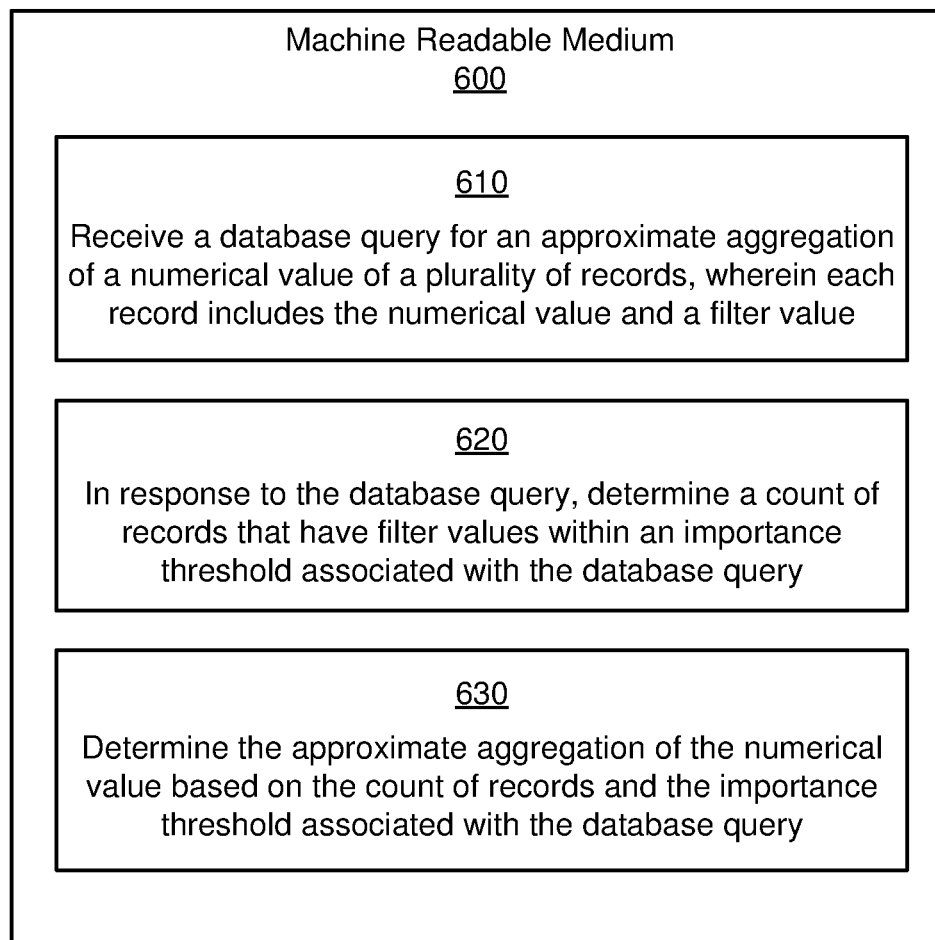 Machine Readable Medium
600
610
Receive a database query for an approximate aggregation
of a numerical value of a plurality of records, wherein each
record includes the numerical value and a filter value
620
In response to the database query, determine a count of
records that have filter values within an importance
threshold associated with the database query
630
Determine the approximate aggregation of the numerical
value based on the count of records and the importance
threshold associated with the database query